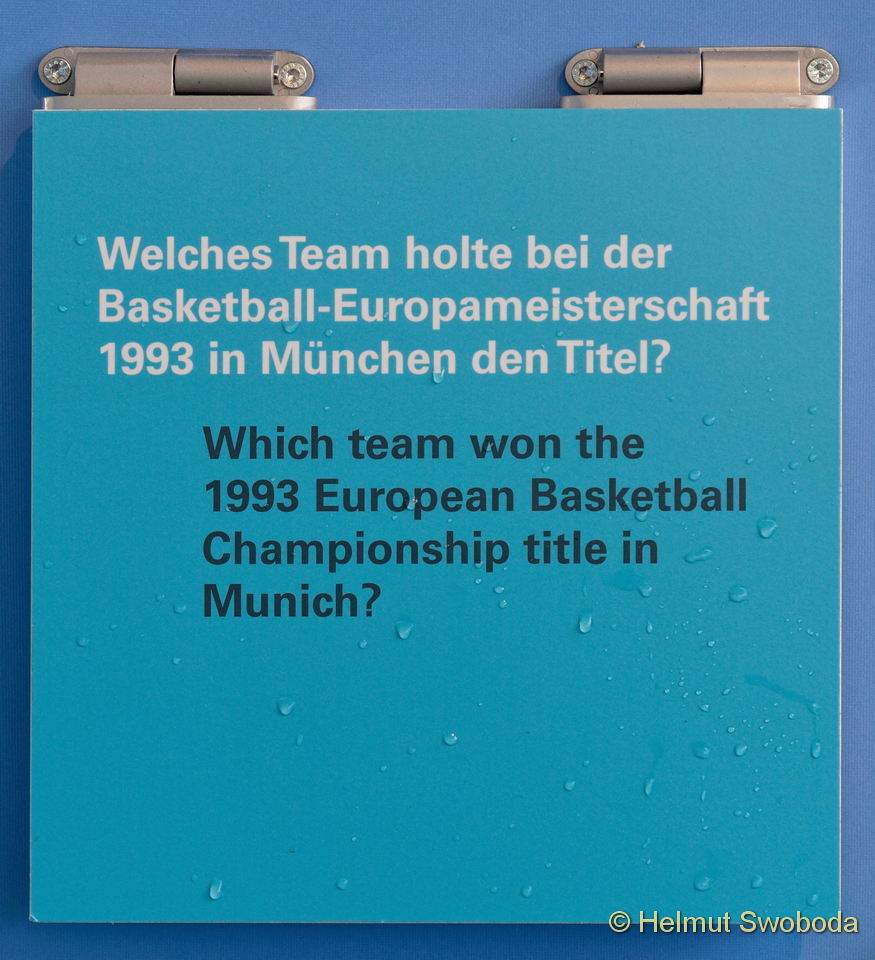 Welches Team holte bei der
Basketball-Europameisterschaft
1993 in München den Titel?
Which team won the
1993 European Basketball
Championship title in
Munich?
© Helmut Swoboda